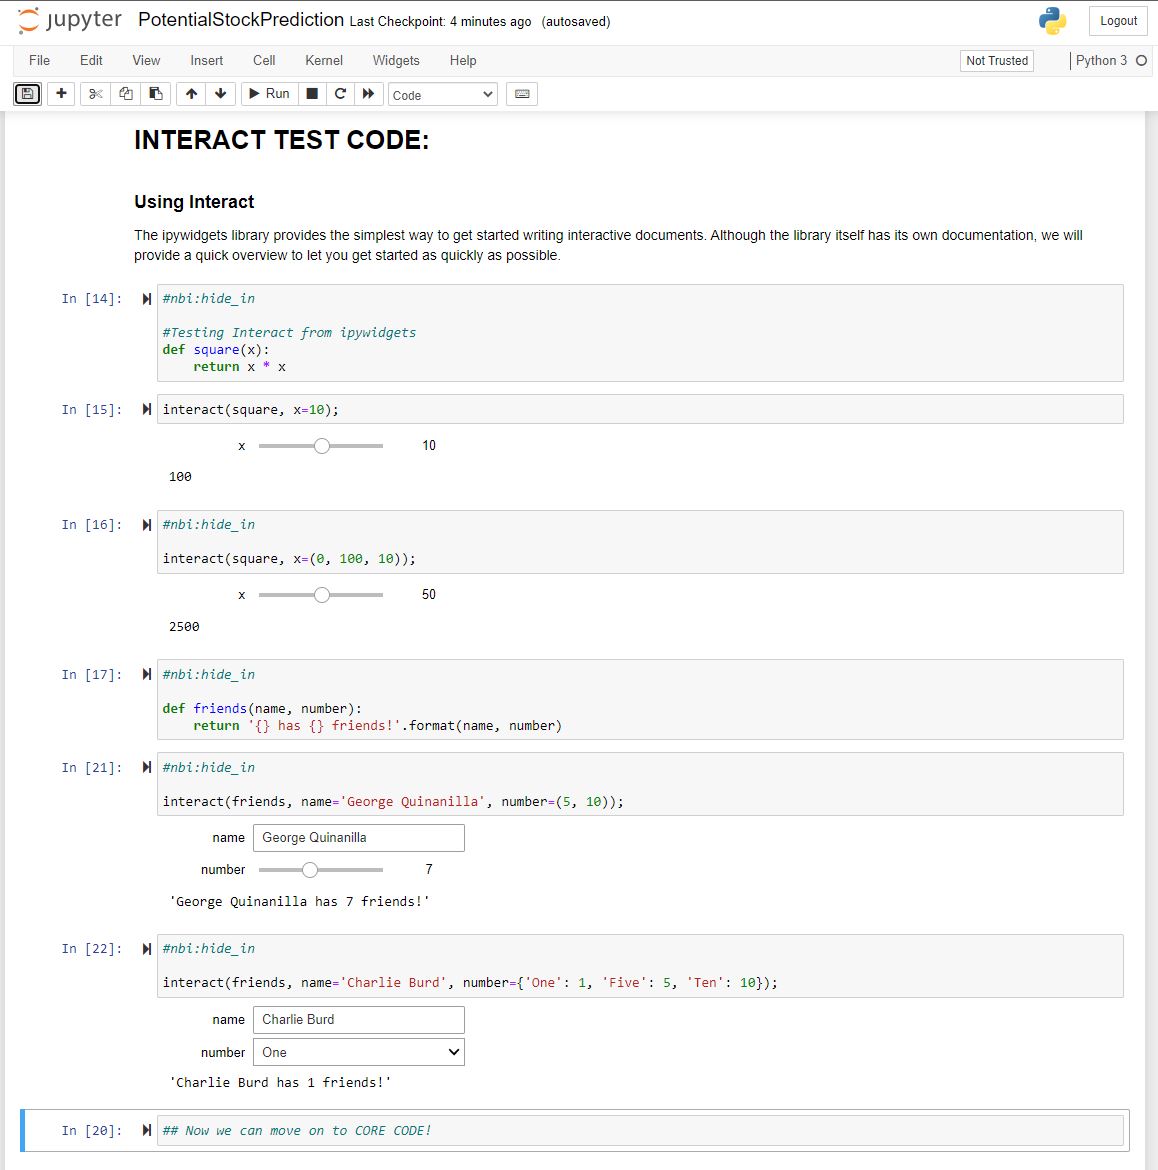 jupyter PotentialStockPrediction Last Checkpoint: 4 minutes ago (autosaved) Logout
File Edit View Insert Cell Kernel Widgets Help Not Trusted Python 3
Run Code
INTERACT TEST CODE:
Using Interact
The ipywidgets library provides the simplest way to get started writing interactive documents. Although the library itself has its own documentation, we will
provide a quick overview to let you get started as quickly as possible.
In [14]: #nbi:hide_in
#Testing Interact from ipywidgets
def square(x):
    return x * x
In [15]: interact(square, x=10);
x 10
100
In [16]: #nbi:hide_in
interact(square, x=(0, 100, 10));
x 50
2500
In [17]: #nbi:hide_in
def friends(name, number):
    return '{} has {} friends!'.format(name, number)
In [21]: #nbi:hide_in
interact(friends, name='George Quinanilla', number=(5, 10));
name George Quinanilla
number 7
'George Quinanilla has 7 friends!'
In [22]: #nbi:hide_in
interact(friends, name='Charlie Burd', number={'One': 1, 'Five': 5, 'Ten': 10});
name Charlie Burd
number One
'Charlie Burd has 1 friends!'
In [20]: ## Now we can move on to CORE CODE!